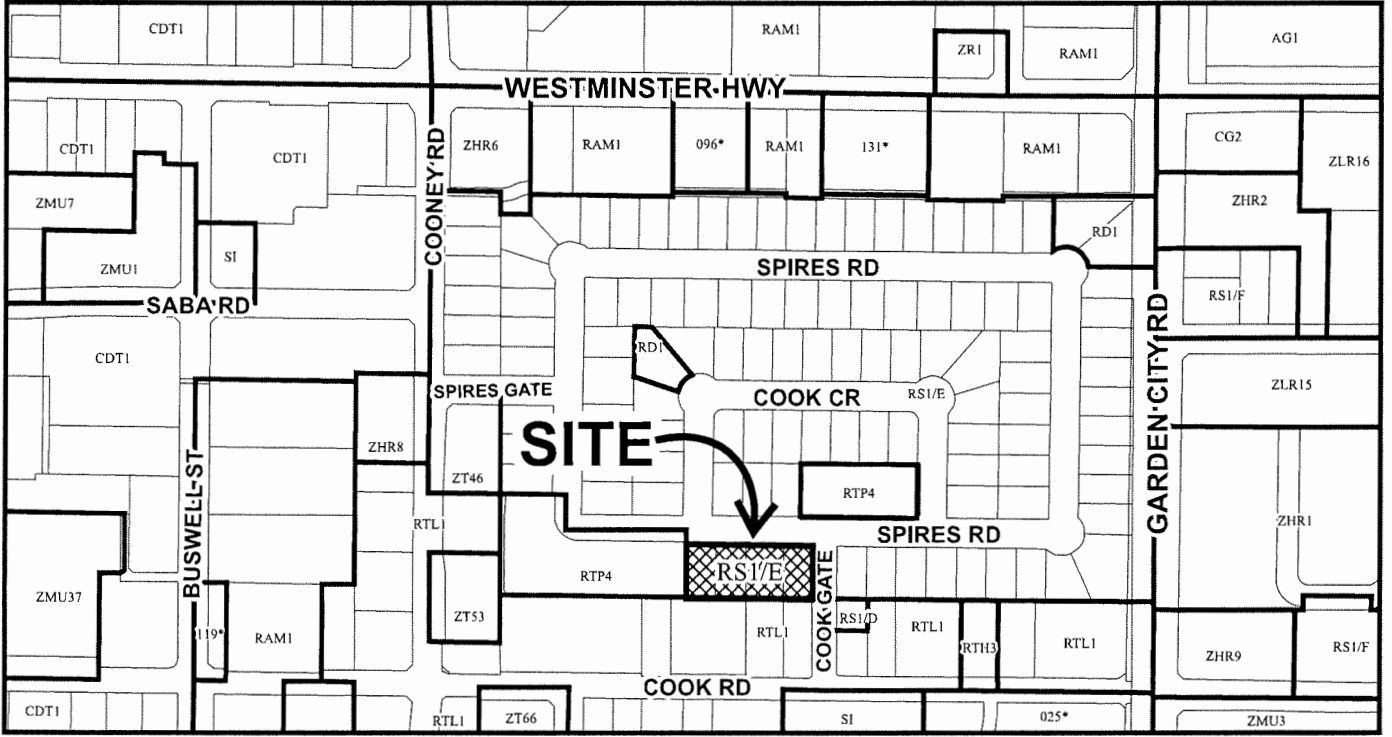 CDT1
RAM1
ZR1
RAM1
AG1
WESTMINSTER HWY
CDT1
CDT1
COONEY RD
ZHR6
RAM1
096*
RAM1
131*
RAM1
CG2
ZLR16
ZMU7
ZHR2
RD1
ZMU1
SI
SPIRES RD
RS1/F
SABA RD
GARDEN CITY RD
CDT1
RD1
ZLR15
SPIRES GATE
COOK CR
RS1/E
SITE
ZHR8
ZT46
RTP4
BUSWELL ST
RTL1
SPIRES RD
ZHR1
RTP4
RS1/E
COOK GATE
ZMU37
119*
RAM1
ZT53
RTL1
RS1/D
RTL1
RTH3
RTL1
ZHR9
RS1/F
COOK RD
CDT1
RTL1
ZT66
SI
025*
ZMU3